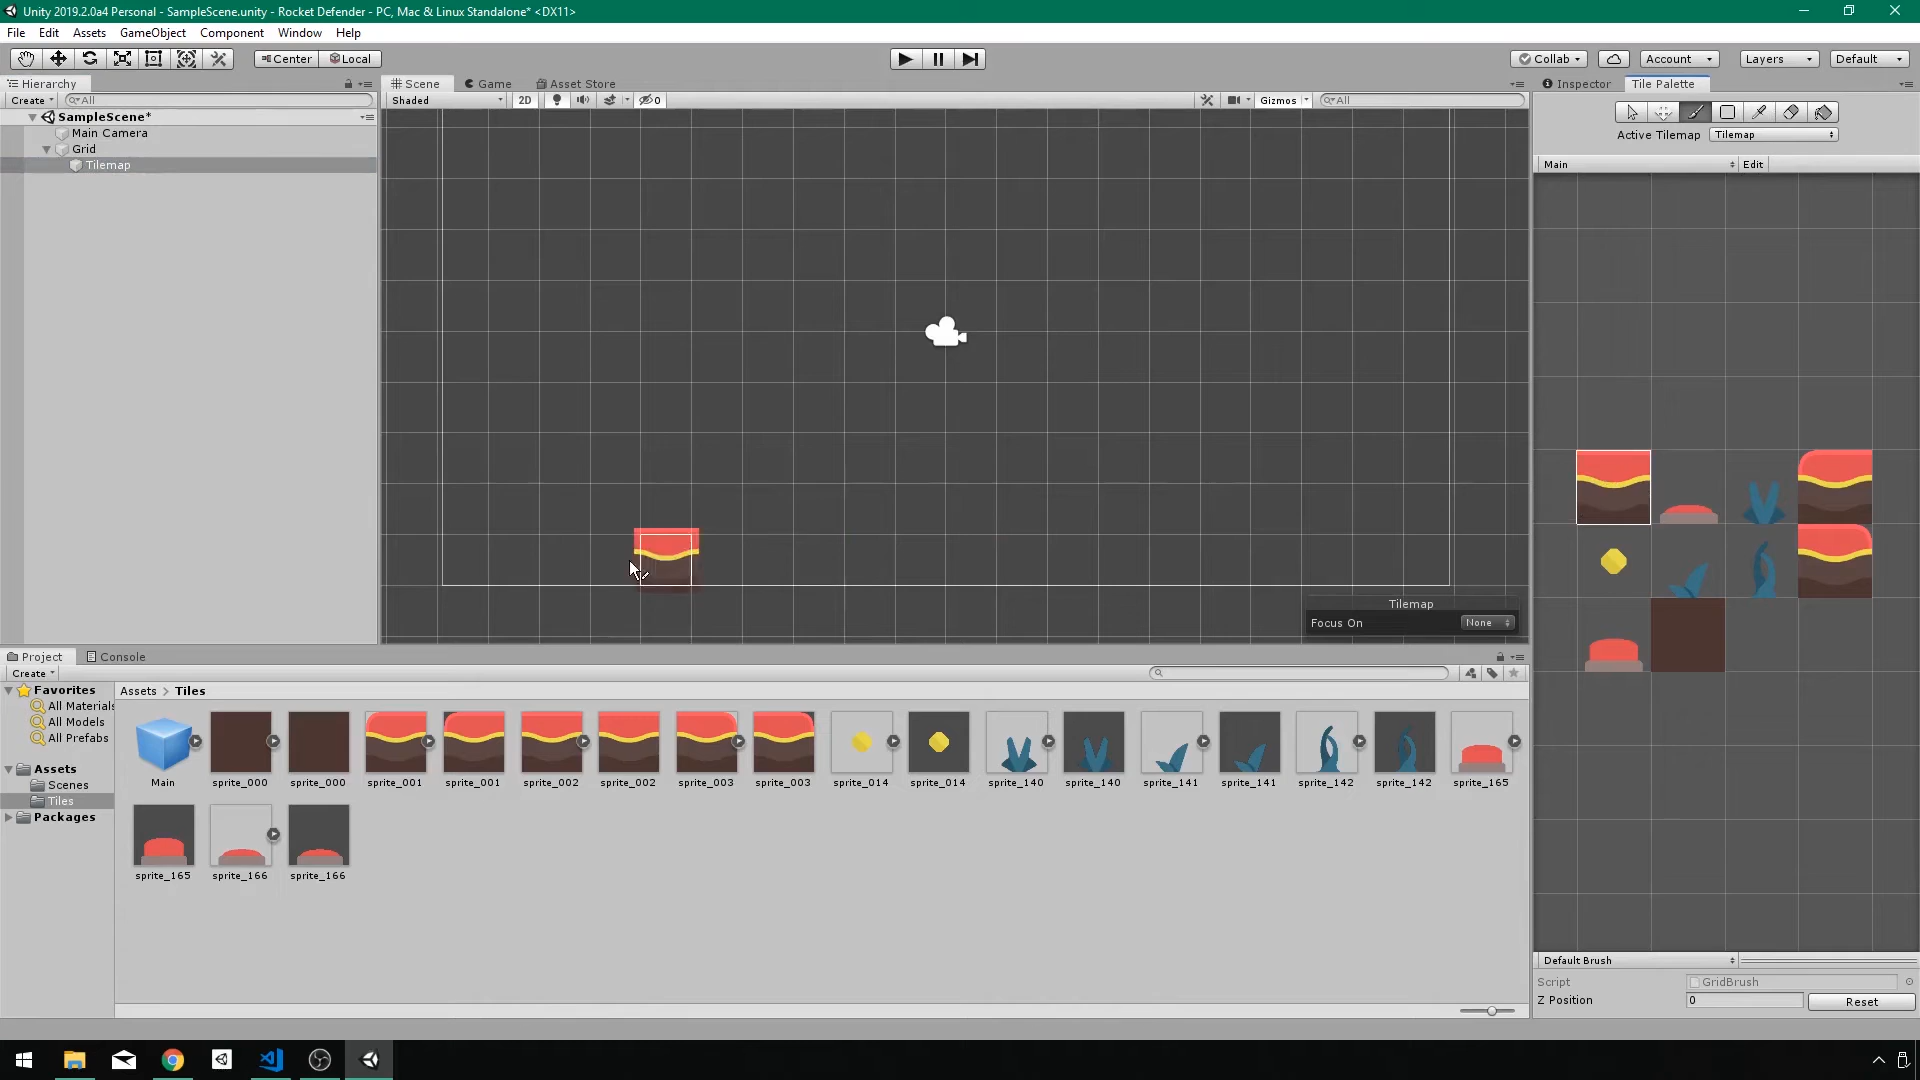 Unity 2019.2.0a4 Personal - SampleScene.unity - Rocket Defender - PC, Mac & Linux Standalone* <DX11>
File Edit Assets GameObject Component Window Help
Center Local Collab Account Layers Default
Hierarchy Scene Game Asset Store Inspector Tile Palette
Create All Shaded 2D 0 Gizmos All
SampleScene*
Main Camera
Active Tilemap Tilemap
Grid
Tilemap
Main Edit
Tilemap
Focus On None
Project Console
Create
Favorites
All Materials
All Models
All Prefabs
Assets
Scenes
Tiles
Packages
Assets > Tiles
Main sprite_000 sprite_000 sprite_001 sprite_001 sprite_002 sprite_002 sprite_003 sprite_003 sprite_014 sprite_014 sprite_140 sprite_140 sprite_141 sprite_141 sprite_142 sprite_142 sprite_165
sprite_165 sprite_166 sprite_166
Default Brush
Script GridBrush
Z Position 0 Reset